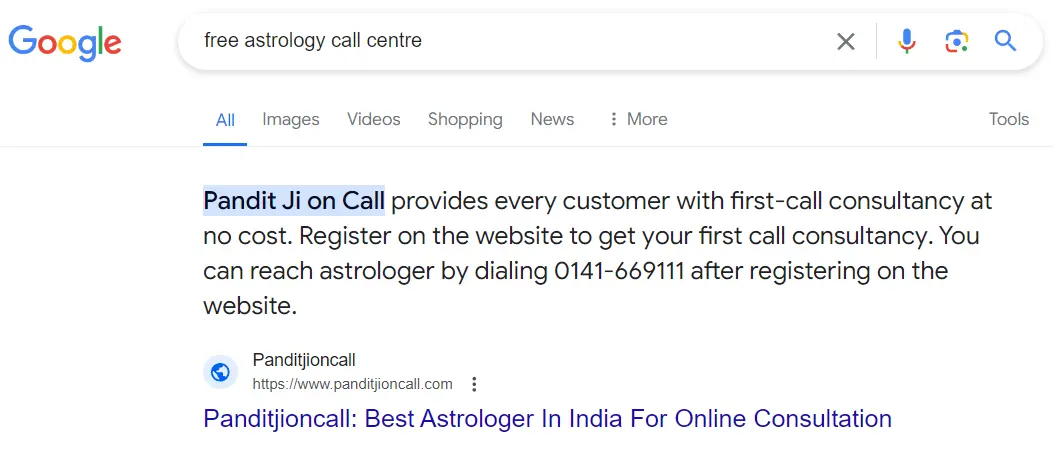 Google
free astrology call centre
All Images Videos Shopping News More Tools
Pandit Ji on Call provides every customer with first-call consultancy at
no cost. Register on the website to get your first call consultancy. You
can reach astrologer by dialing 0141-669111 after registering on the
website.
Panditjioncall
https://www.panditjioncall.com
Panditjioncall: Best Astrologer In India For Online Consultation